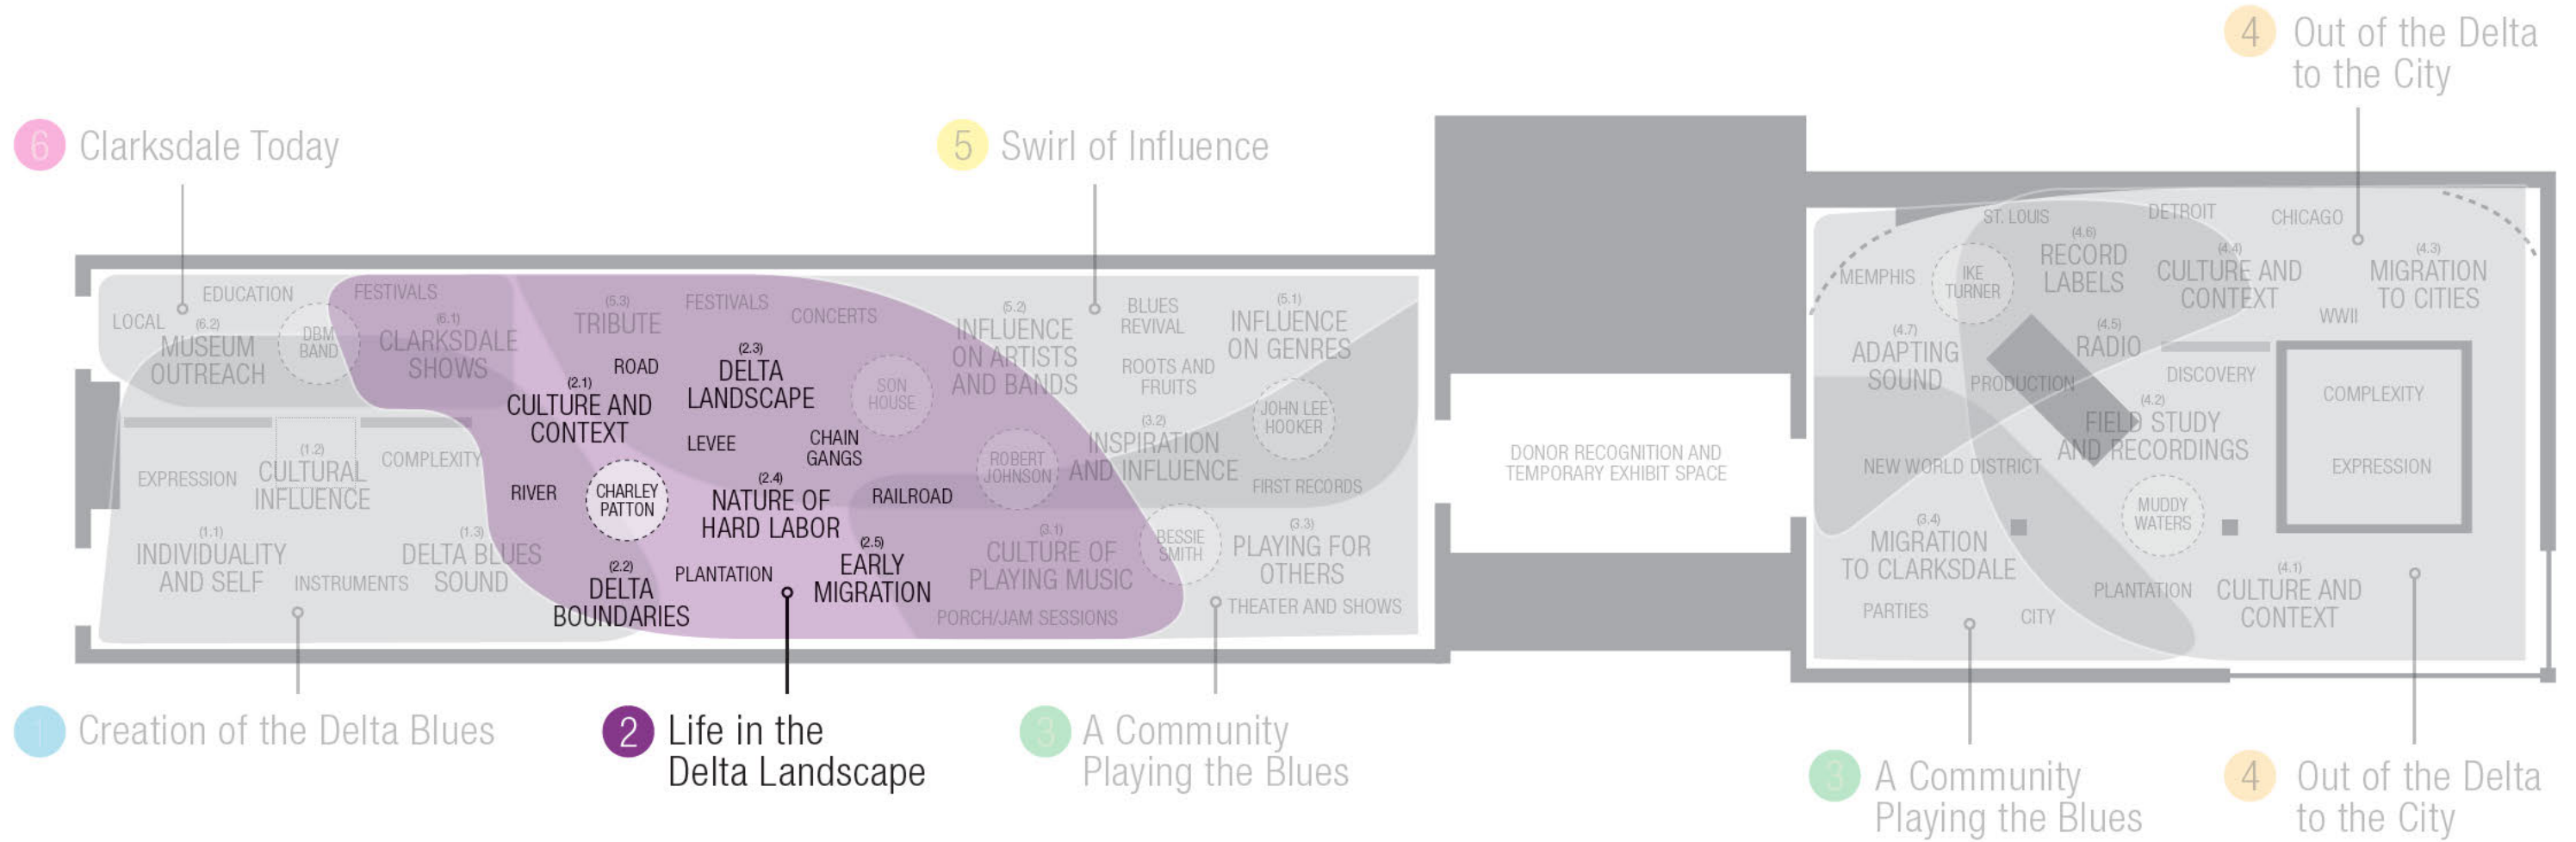 4 Out of the Delta
to the City
6 Clarksdale Today
5 Swirl of Influence
EDUCATION
LOCAL
(6.2)
MUSEUM
OUTREACH
DBM
BAND
FESTIVALS
(6.1)
CLARKSDALE
SHOWS
(5.3)
TRIBUTE
FESTIVALS
CONCERTS
ROAD
(2.1)
CULTURE AND
CONTEXT
(2.3)
DELTA
LANDSCAPE
SON
HOUSE
LEVEE
CHAIN
GANGS
(5.2)
INFLUENCE
ON ARTISTS
AND BANDS
BLUES
REVIVAL
ROOTS AND
FRUITS
(5.1)
INFLUENCE
ON GENRES
JOHN LEE
HOOKER
(3.2)
INSPIRATION
AND INFLUENCE
FIRST RECORDS
EXPRESSION
(1.2)
CULTURAL
INFLUENCE
COMPLEXITY
(1.1)
INDIVIDUALITY
AND SELF
INSTRUMENTS
(1.3)
DELTA BLUES
SOUND
RIVER
CHARLEY
PATTON
(2.4)
NATURE OF
HARD LABOR
RAILROAD
ROBERT
JOHNSON
(2.2)
DELTA
BOUNDARIES
PLANTATION
(2.5)
EARLY
MIGRATION
(3.1)
CULTURE OF
PLAYING MUSIC
PORCH/JAM SESSIONS
BESSIE
SMITH
(3.3)
PLAYING FOR
OTHERS
THEATER AND SHOWS
DONOR RECOGNITION AND
TEMPORARY EXHIBIT SPACE
ST. LOUIS
DETROIT
CHICAGO
MEMPHIS
IKE
TURNER
(4.6)
RECORD
LABELS
(4.4)
CULTURE AND
CONTEXT
(4.3)
MIGRATION
TO CITIES
WWII
(4.7)
ADAPTING
SOUND
(4.5)
RADIO
PRODUCTION
DISCOVERY
(4.2)
FIELD STUDY
AND RECORDINGS
COMPLEXITY
EXPRESSION
NEW WORLD DISTRICT
MUDDY
WATERS
(3.4)
MIGRATION
TO CLARKSDALE
PARTIES
CITY
PLANTATION
(4.1)
CULTURE AND
CONTEXT
1 Creation of the Delta Blues
2 Life in the
Delta Landscape
3 A Community
Playing the Blues
3 A Community
Playing the Blues
4 Out of the Delta
to the City